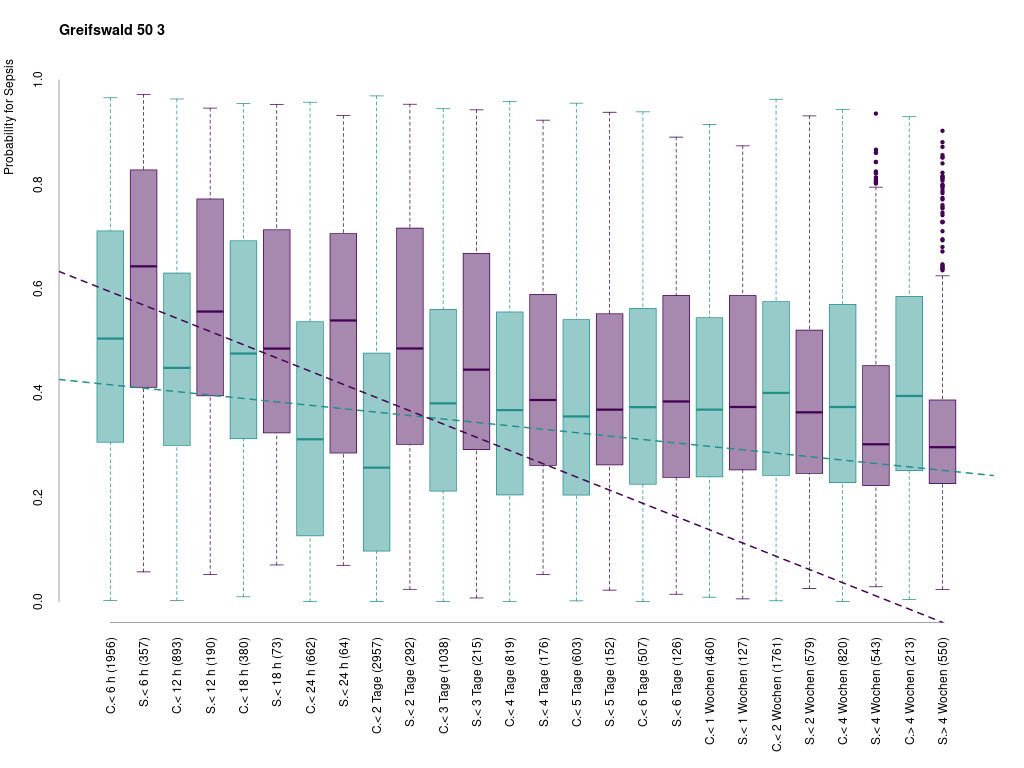 Greifswald 50 3
Probability for Sepsis
1.0
0.8
0.6
0.4
0.2
0.0
C.< 6 h (1956)
S.< 6 h (357)
C.< 12 h (893)
S.< 12 h (190)
C.< 18 h (380)
S.< 18 h (73)
C.< 24 h (662)
S.< 24 h (64)
C.< 2 Tage (2957)
S.< 2 Tage (292)
C.< 3 Tage (1038)
S.< 3 Tage (215)
C.< 4 Tage (819)
S.< 4 Tage (176)
C.< 5 Tage (603)
S.< 5 Tage (152)
C.< 6 Tage (507)
S.< 6 Tage (126)
C.< 1 Wochen (460)
S.< 1 Wochen (127)
C.< 2 Wochen (1761)
S.< 2 Wochen (579)
C.< 4 Wochen (820)
S.< 4 Wochen (543)
C.> 4 Wochen (213)
S.> 4 Wochen (550)